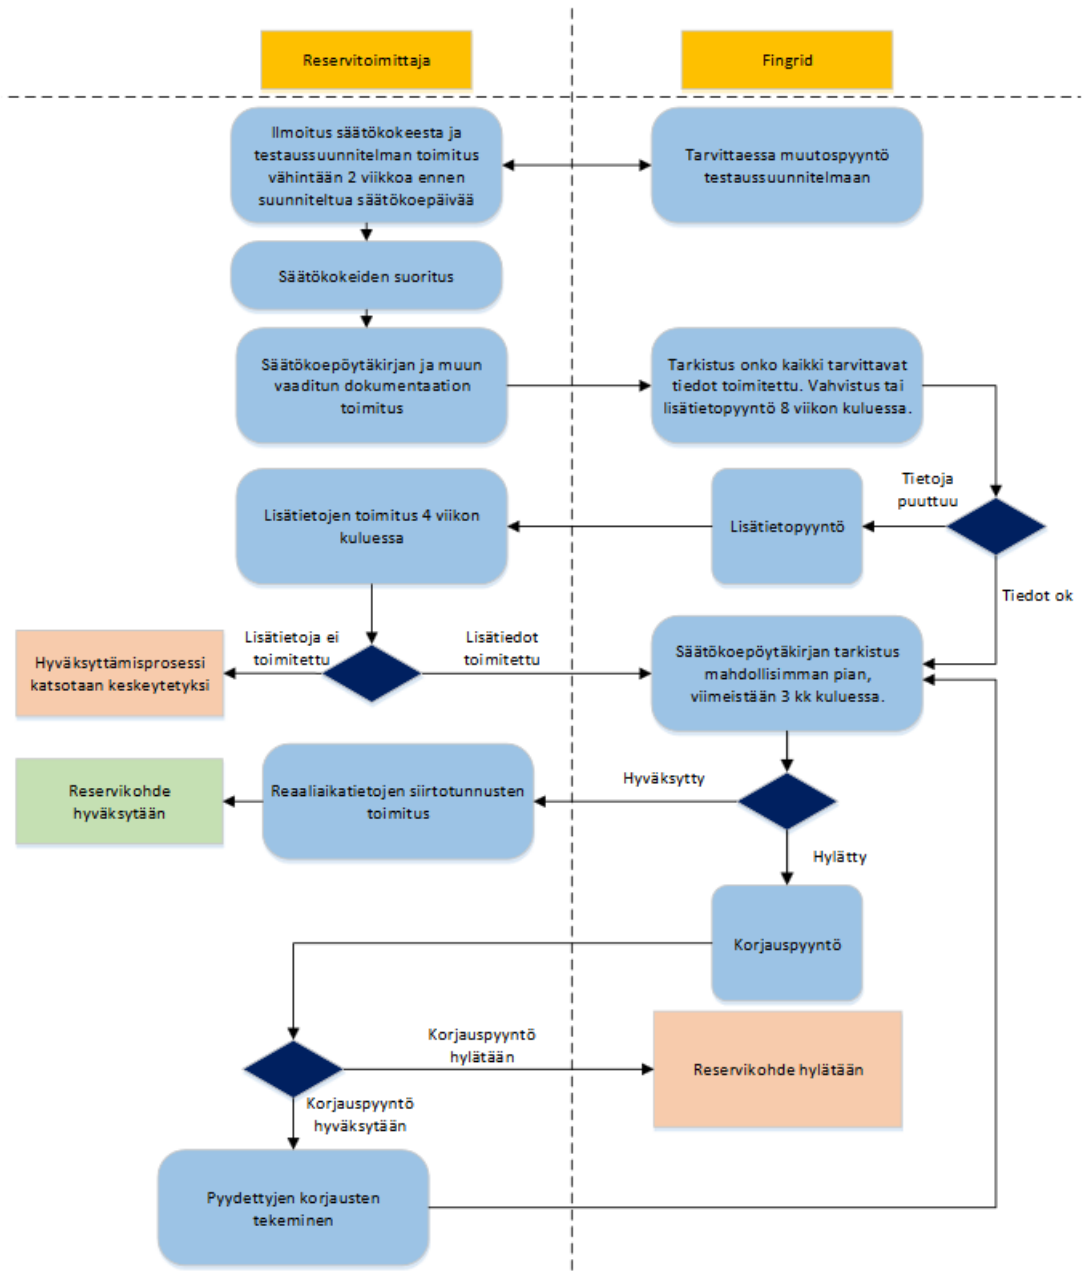 Reservitoimittaja
Fingrid
Ilmoitus säätökokeesta ja
testaussuunnitelman toimitus
vähintään 2 viikkoa ennen
suunniteltua säätökoepäivää
Tarvittaessa muutospyyntö
testaussuunnitelmaan
Säätökokeiden suoritus
Säätökoepöytäkirjan ja muun
vaaditun dokumentaation
toimitus
Tarkistus onko kaikki tarvittavat
tiedot toimitettu. Vahvistus tai
lisätietopyyntö 8 viikon kuluessa.
Tietoja
puuttuu
Lisätietopyyntö
Lisätietojen toimitus 4 viikon
kuluessa
Tiedot ok
Lisätietoja ei
toimitettu
Lisätiedot
toimitettu
Hyväksyttämisprosessi
katsotaan keskeytetyksi
Säätökoepöytäkirjan tarkistus
mahdollisimman pian,
viimeistään 3 kk kuluessa.
Hyväksytty
Reaaliaikatietojen siirtotunnusten
toimitus
Reservikohde
hyväksytään
Hylätty
Korjauspyyntö
Korjauspyyntö
hylätään
Reservikohde hylätään
Korjauspyyntö
hyväksytään
Pyydettyjen korjausten
tekeminen